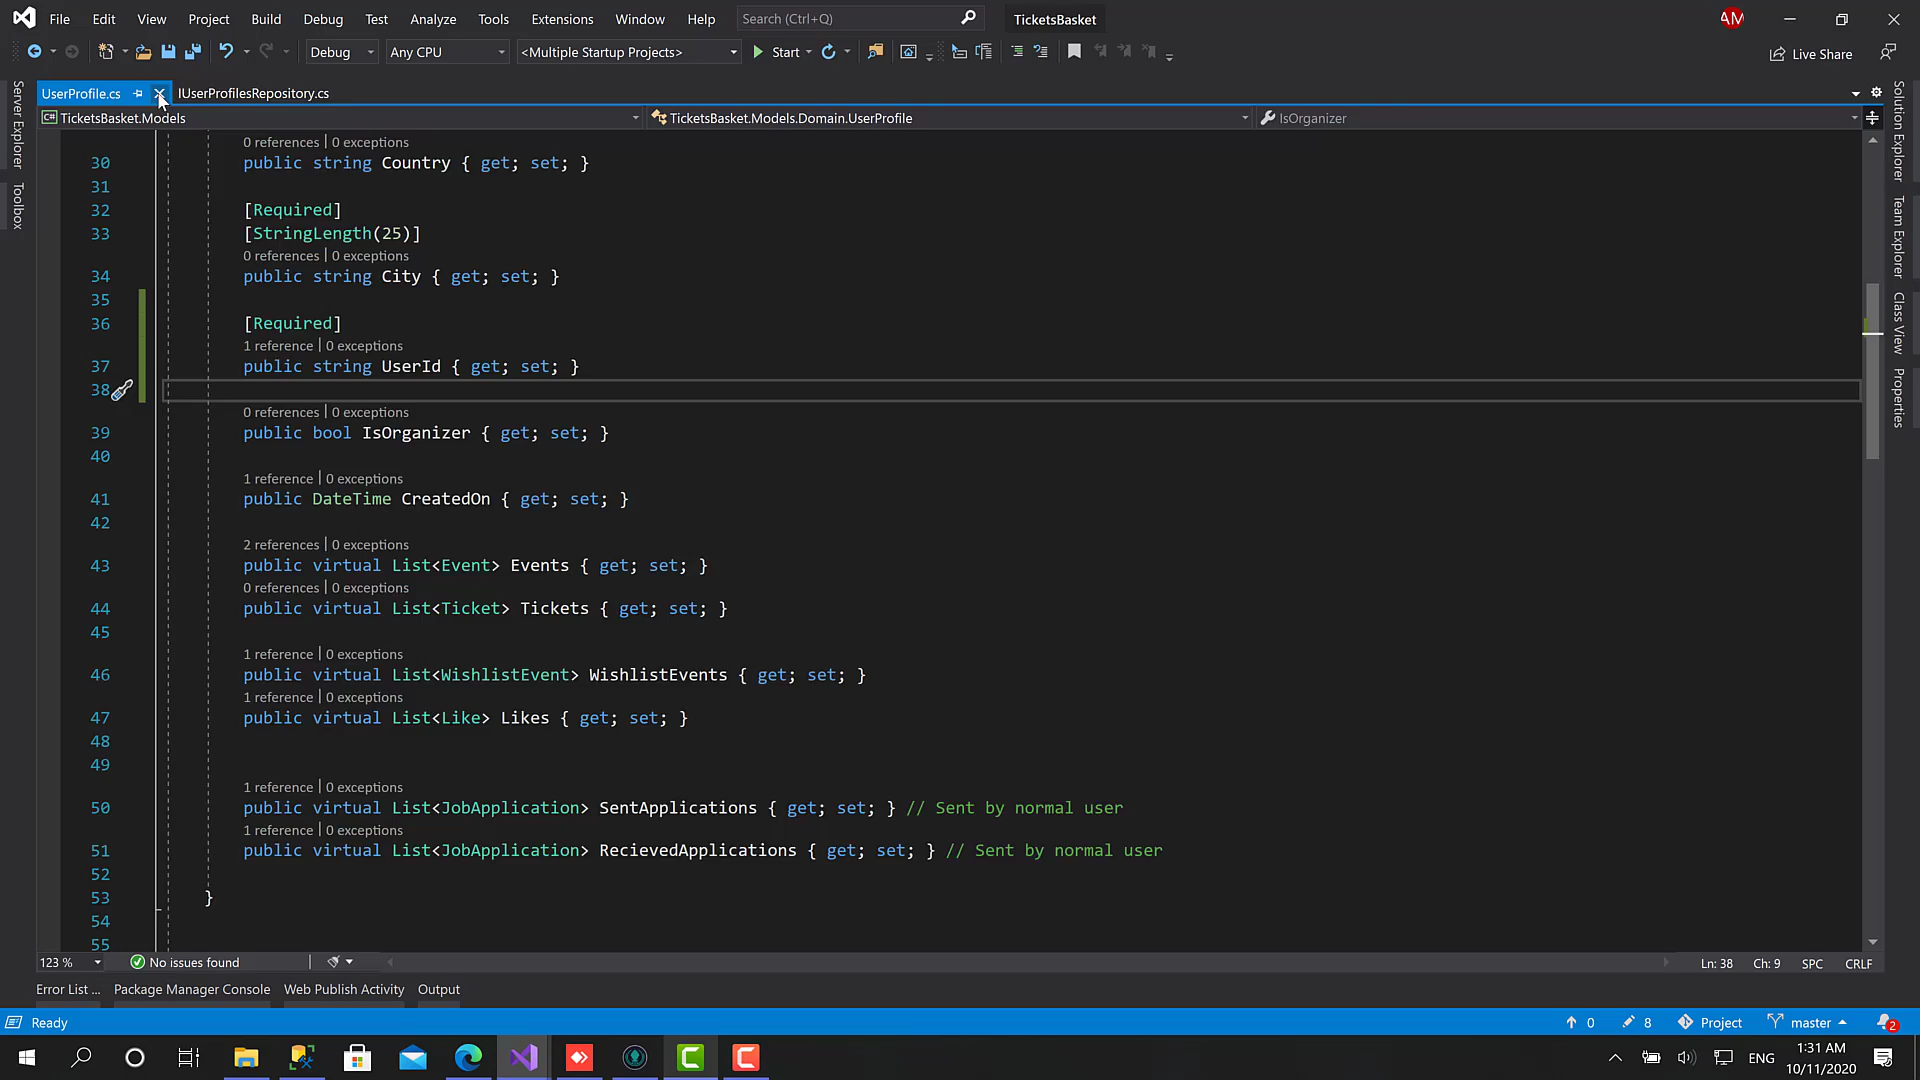 File Edit View Project Build Debug Test Analyze Tools Extensions Window Help Search (Ctrl+Q) TicketsBasket AM
Debug Any CPU <Multiple Startup Projects> Start Live Share
UserProfile.cs IUserProfilesRepository.cs
C# TicketsBasket.Models TicketsBasket.Models.Domain.UserProfile IsOrganizer
Server Explorer
Toolbox
Solution Explorer
Team Explorer
Class View
Properties
0 references | 0 exceptions
30 public string Country { get; set; }
31
32 [Required]
33 [StringLength(25)]
0 references | 0 exceptions
34 public string City { get; set; }
35
36 [Required]
1 reference | 0 exceptions
37 public string UserId { get; set; }
38
0 references | 0 exceptions
39 public bool IsOrganizer { get; set; }
40
1 reference | 0 exceptions
41 public DateTime CreatedOn { get; set; }
42
2 references | 0 exceptions
43 public virtual List<Event> Events { get; set; }
0 references | 0 exceptions
44 public virtual List<Ticket> Tickets { get; set; }
45
1 reference | 0 exceptions
46 public virtual List<WishlistEvent> WishlistEvents { get; set; }
1 reference | 0 exceptions
47 public virtual List<Like> Likes { get; set; }
48
49
1 reference | 0 exceptions
50 public virtual List<JobApplication> SentApplications { get; set; } // Sent by normal user
1 reference | 0 exceptions
51 public virtual List<JobApplication> RecievedApplications { get; set; } // Sent by normal user
52
53 }
54
55
123 % No issues found Ln: 38 Ch: 9 SPC CRLF
Error List ... Package Manager Console Web Publish Activity Output
Ready 0 8 Project master 2
ENG 1:31 AM
10/11/2020